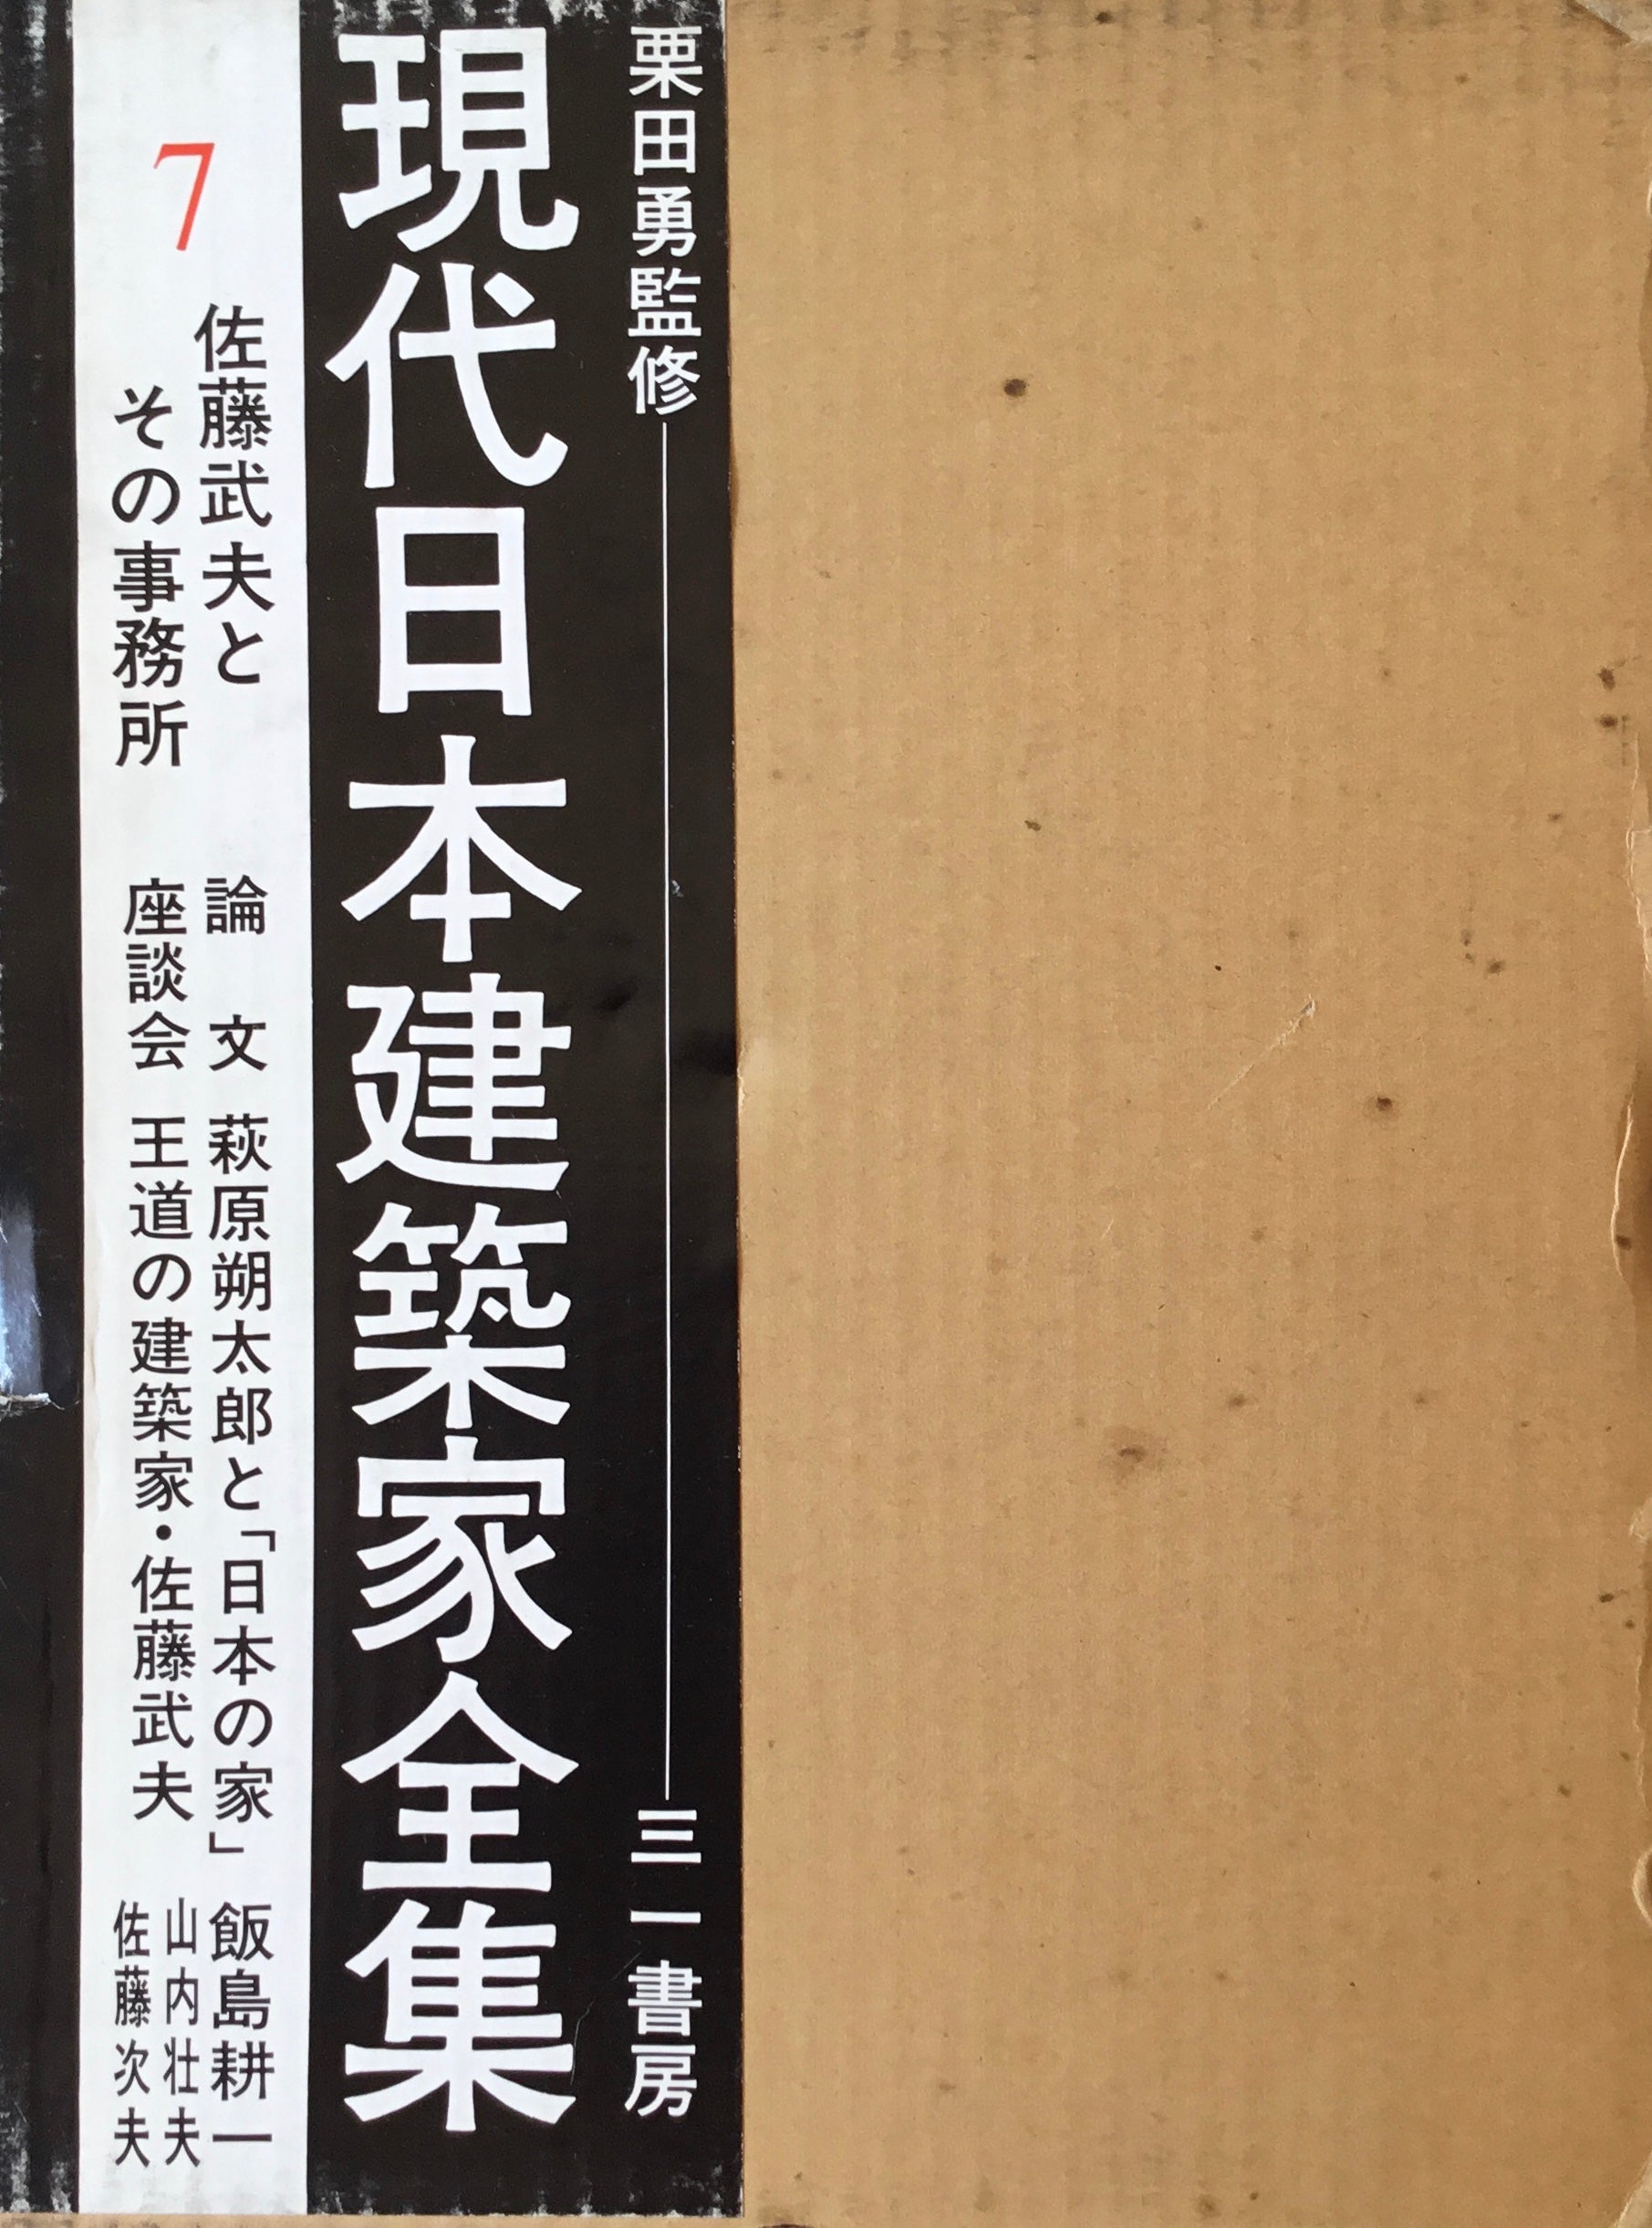 栗田勇監修
三一書房
現代日本建築家全集
7
佐藤武夫と
その事務所
論　文　萩原朔太郎と「日本の家」　飯島耕一
座談会　王道の建築家・佐藤武夫　山内壮夫
佐藤次夫